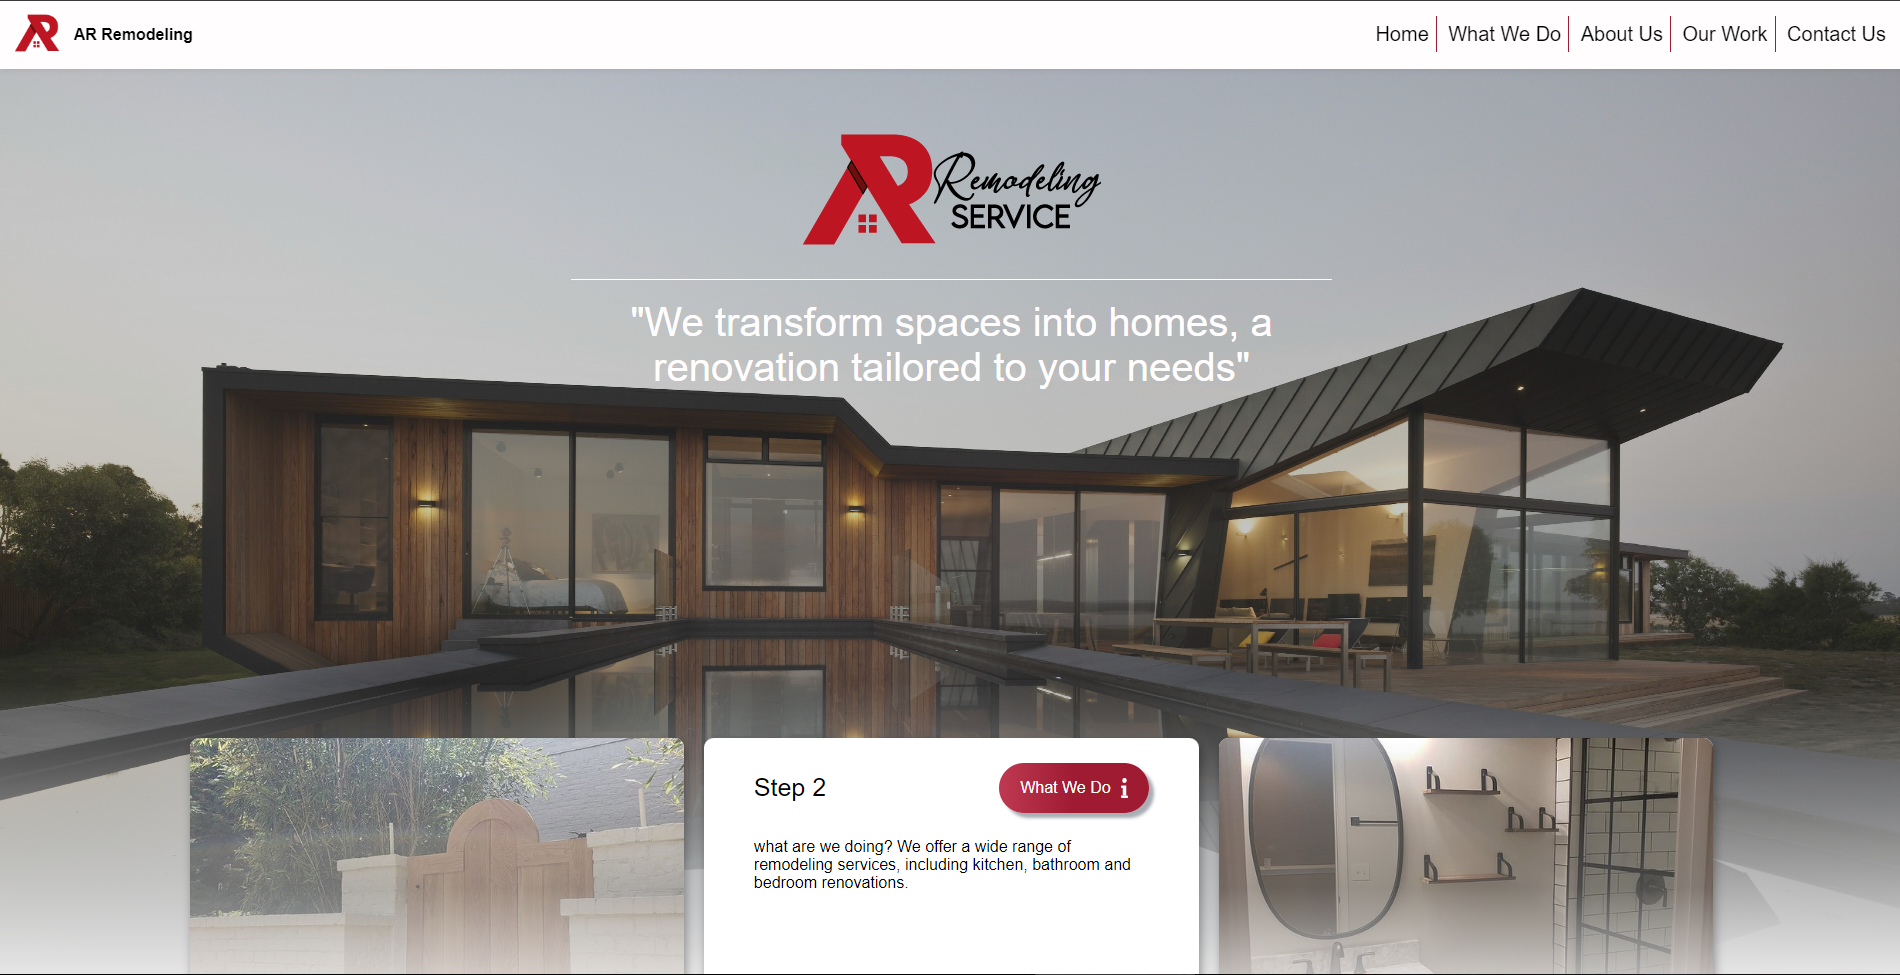 AR Remodeling
Home
What We Do
About Us
Our Work
Contact Us
AR Remodeling
SERVICE
"We transform spaces into homes, a
renovation tailored to your needs"
Step 2
What We Do
what are we doing? We offer a wide range of
remodeling services, including kitchen, bathroom and
bedroom renovations.